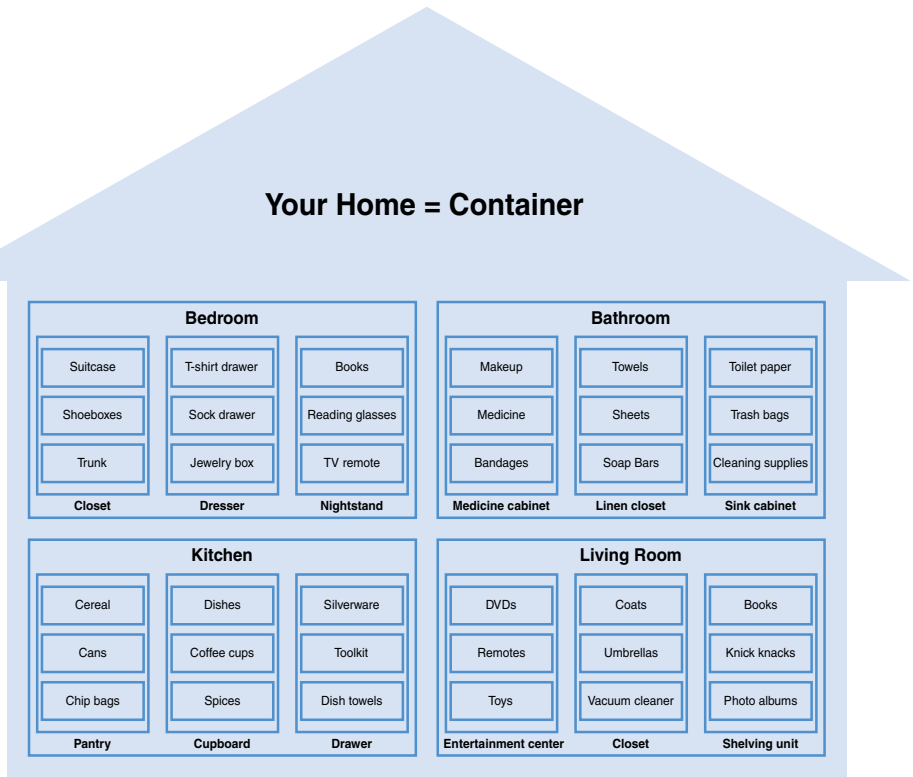 Your Home = Container
Bedroom
Suitcase
Shoeboxes
Trunk
Closet
T-shirt drawer
Sock drawer
Jewelry box
Dresser
Books
Reading glasses
TV remote
Nightstand
Bathroom
Makeup
Medicine
Bandages
Medicine cabinet
Towels
Sheets
Soap Bars
Linen closet
Toilet paper
Trash bags
Cleaning supplies
Sink cabinet
Kitchen
Cereal
Cans
Chip bags
Pantry
Dishes
Coffee cups
Spices
Cupboard
Silverware
Toolkit
Dish towels
Drawer
Living Room
DVDs
Remotes
Toys
Entertainment center
Coats
Umbrellas
Vacuum cleaner
Closet
Books
Knick knacks
Photo albums
Shelving unit